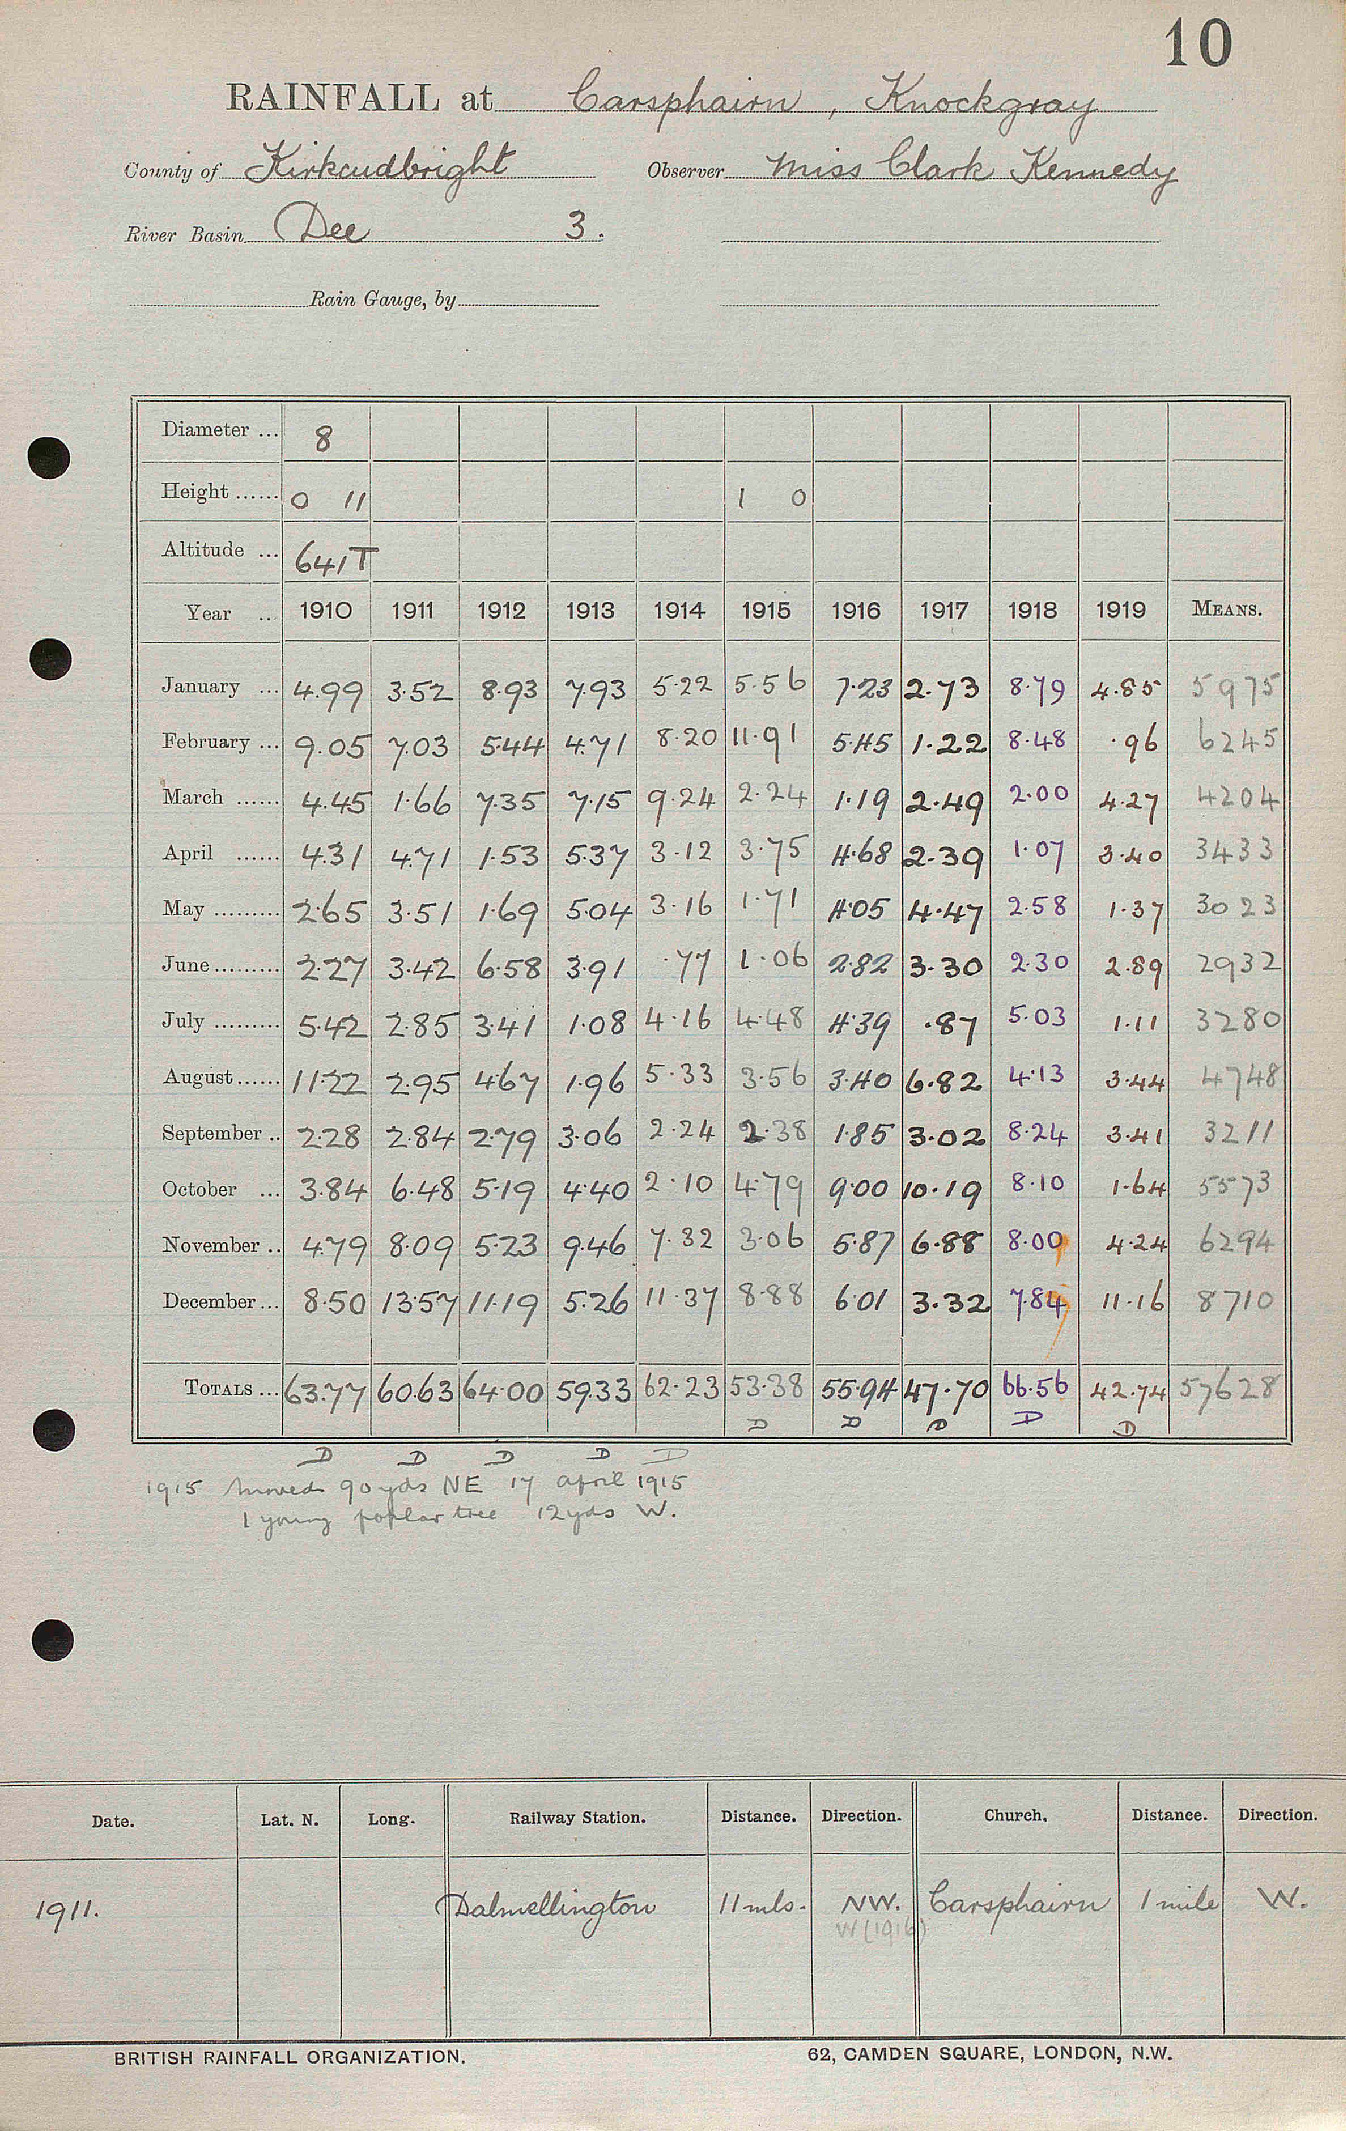 10
RAINFALL at Carsphairn, Knockgray
County of Kirkcudbright Observer Miss Clark Kennedy
River Basin Dee 3.
Rain Gauge, by
Diameter ... 8
Height ...... 0 11 1 0
Altitude ... 641T
Year ... 1910 1911 1912 1913 1914 1915 1916 1917 1918 1919 MEANS.
January ... 4.99 3.52 8.93 7.93 5.22 5.56 7.23 2.73 8.79 4.85 5975
February ... 9.05 7.03 5.44 4.71 8.20 11.91 5.45 1.22 8.48 .96 6245
March ...... 4.45 1.66 7.35 7.15 9.24 2.24 1.19 2.49 2.00 4.27 4204
April ...... 4.31 4.71 1.53 5.37 3.12 3.75 4.68 2.39 1.07 3.40 3433
May ......... 2.65 3.51 1.69 5.04 3.16 1.71 4.05 4.47 2.58 1.37 3023
June ......... 2.27 3.42 6.58 3.91 .77 1.06 2.82 3.30 2.30 2.89 2932
July ......... 5.42 2.85 3.41 1.08 4.16 4.48 4.39 .87 5.03 1.11 3280
August ...... 11.22 2.95 4.67 1.96 5.33 3.56 3.40 6.82 4.13 3.44 4748
September .. 2.28 2.84 2.79 3.06 2.24 2.38 1.85 3.02 8.24 3.41 3211
October ... 3.84 6.48 5.19 4.40 2.10 4.79 9.00 10.19 8.10 1.64 5573
November .. 4.79 8.09 5.23 9.46 7.32 3.06 5.87 6.88 8.00 4.24 6294
December ... 8.50 13.57 11.19 5.26 11.37 8.88 6.01 3.32 7.84 11.16 8710
TOTALS ... 63.77 60.63 64.00 59.33 62.23 53.38 55.94 47.70 66.56 42.74 57628
D D D D D
D D D D D
1915 Moved 90 yds NE 17 April 1915
1 young poplar tree 12 yds W.
Date. Lat. N. Long. Railway Station. Distance. Direction. Church. Distance. Direction.
1911. Dalmellington 11 mls. NW. Carsphairn 1 mile W.
W (1916)
BRITISH RAINFALL ORGANIZATION. 62, CAMDEN SQUARE, LONDON, N.W.